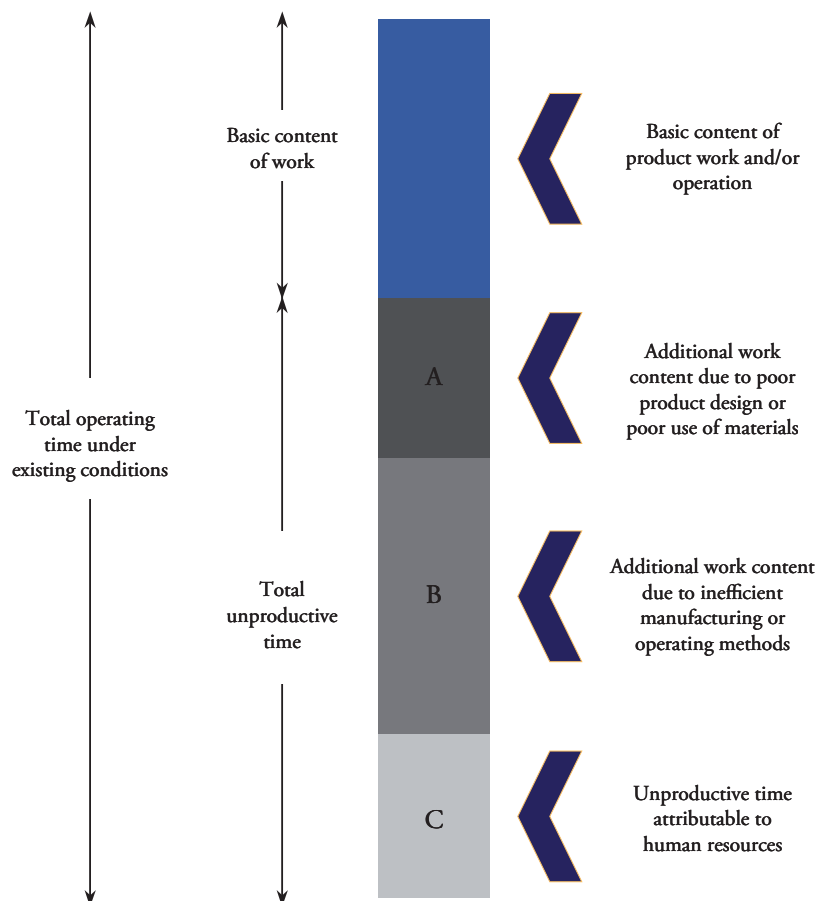 Basic content
of work
Basic content of
product work and/or
operation
A
Additional work
content due to poor
product design or
poor use of materials
Total operating
time under
existing conditions
B
Additional work content
due to inefficient
manufacturing or
operating methods
Total
unproductive
time
C
Unproductive time
attributable to
human resources